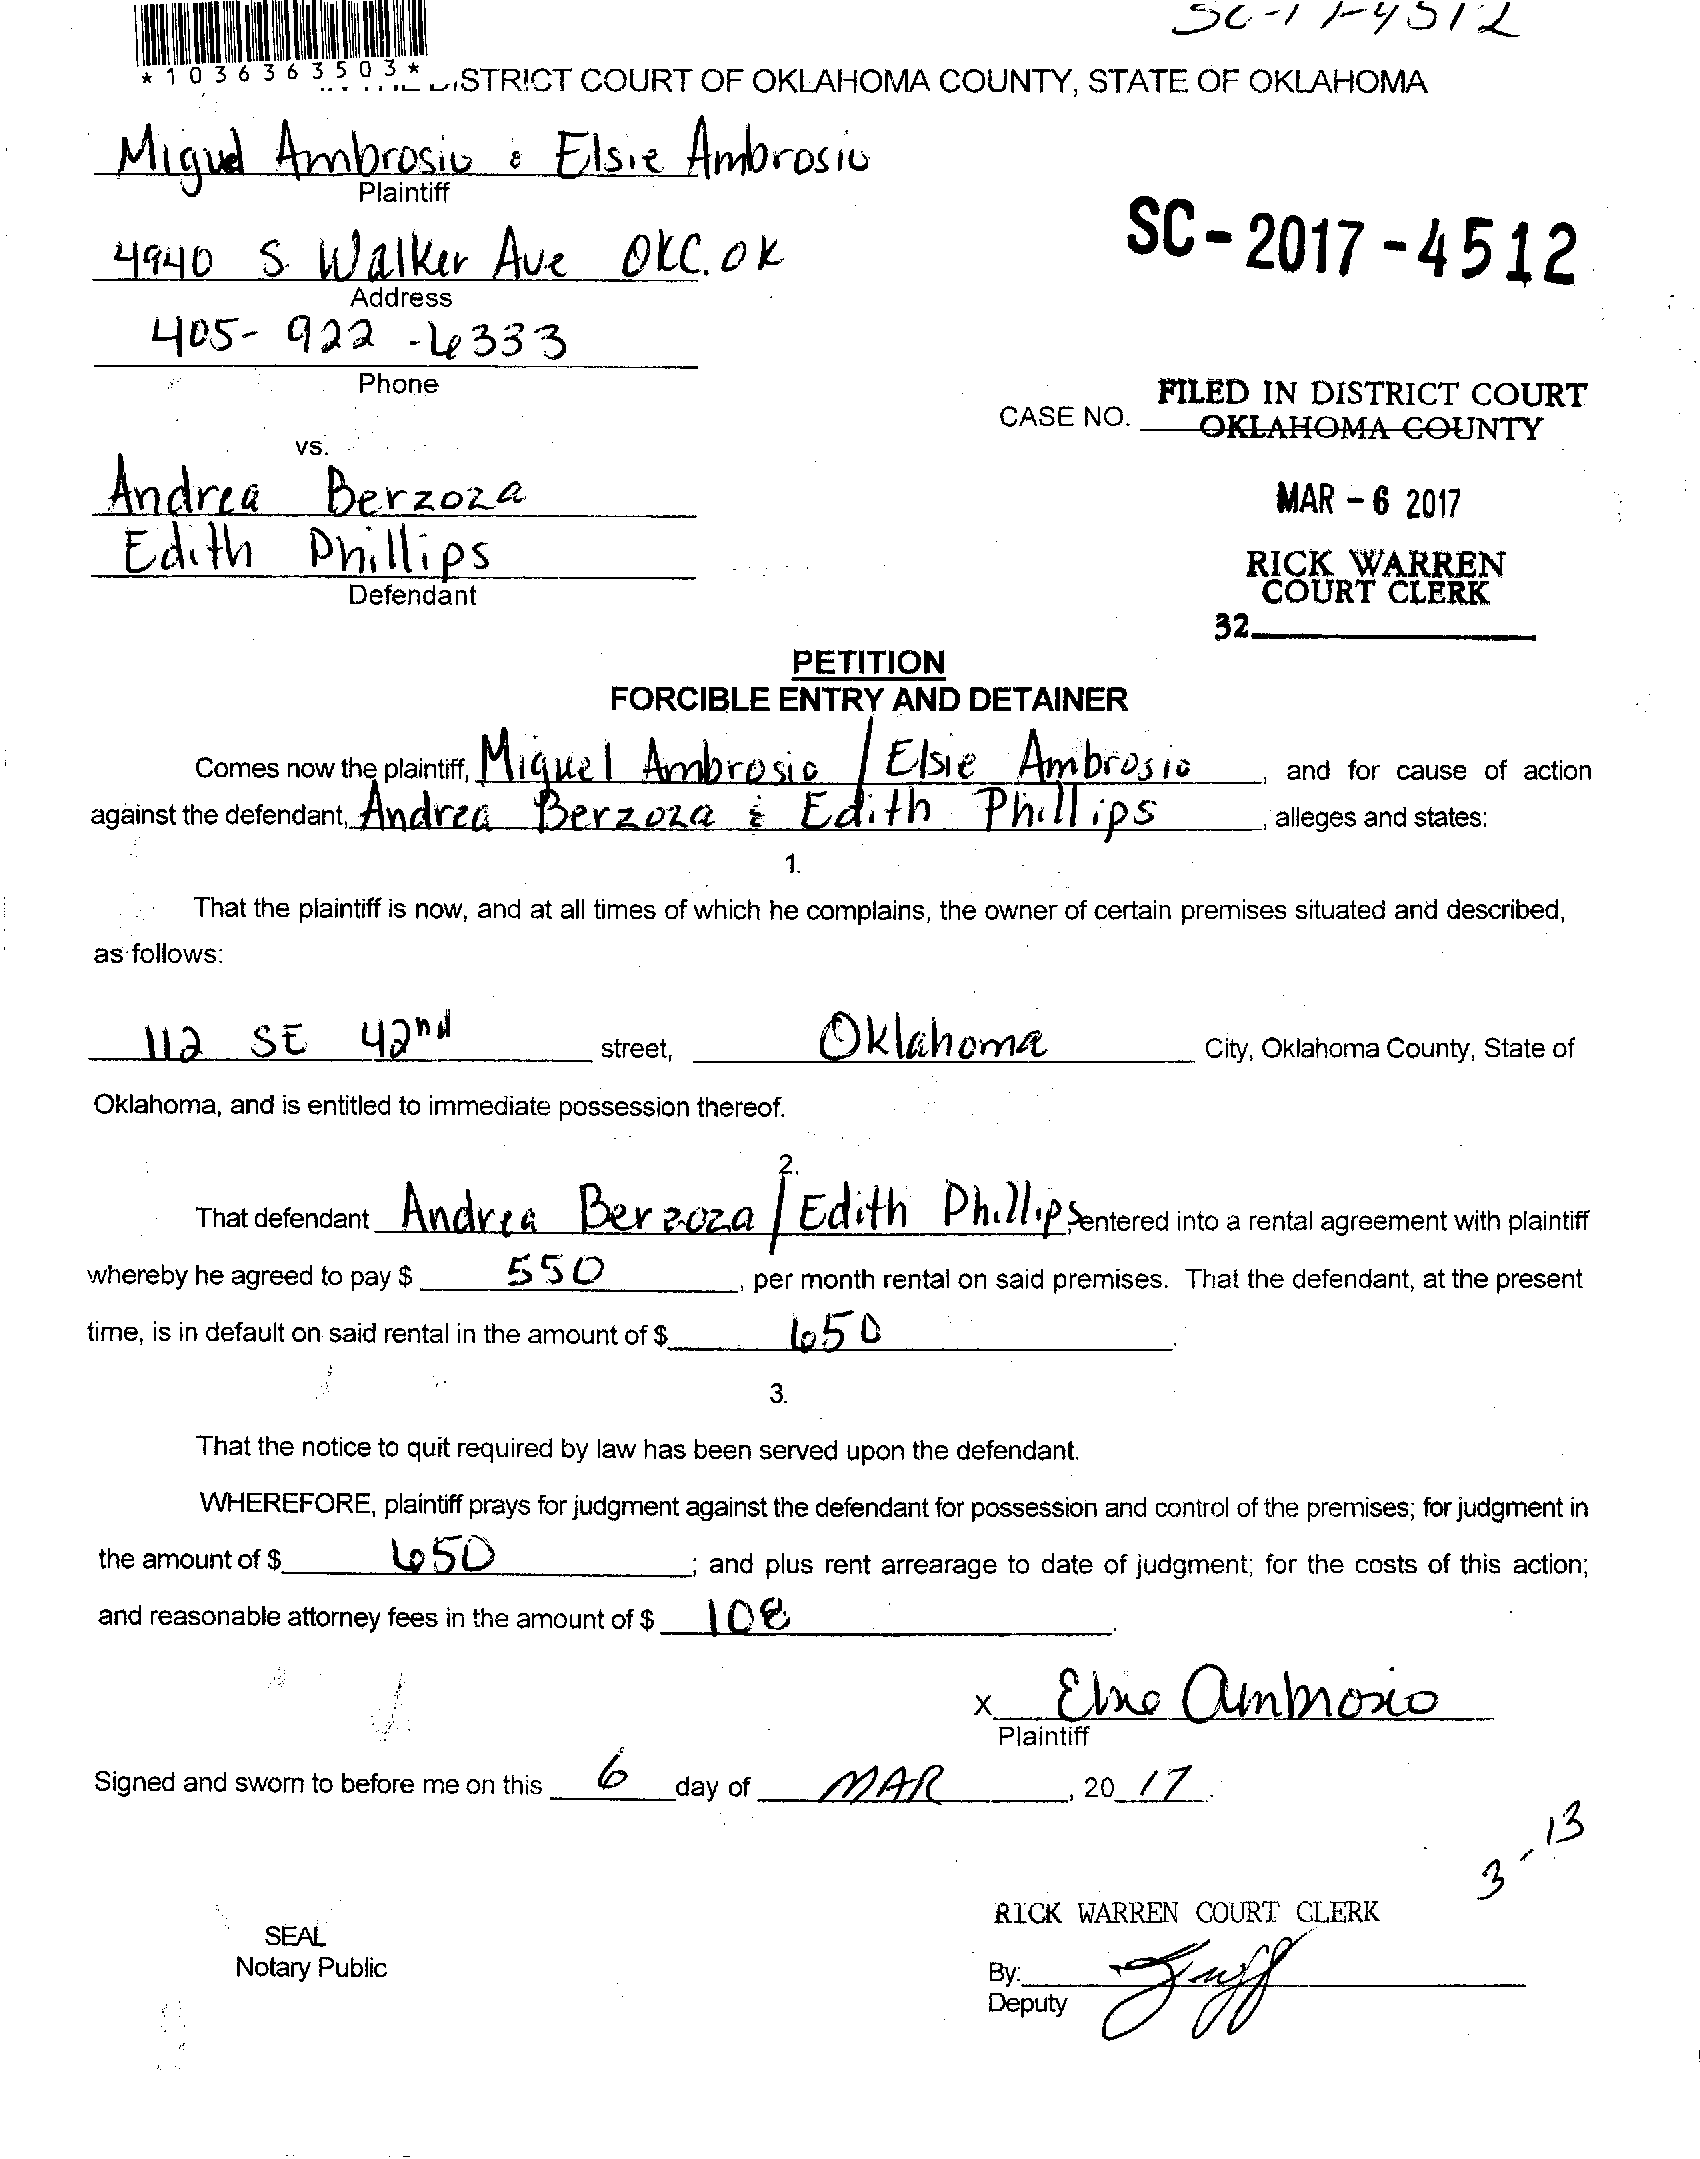 SC-17-4512
*1036363503*
DISTRICT COURT OF OKLAHOMA COUNTY, STATE OF OKLAHOMA
Miguel Ambrosio & Elsie Ambrosio
Plaintiff
4940 S. Walker Ave OKC. OK
SC-2017-4512
Address
405-922-6333
Phone
FILED IN DISTRICT COURT
CASE NO. OKLAHOMA COUNTY
vs.
Andrea Berzoza
MAR - 6 2017
Edith Phillips
Defendant
RICK WARREN
COURT CLERK
32
PETITION
FORCIBLE ENTRY AND DETAINER
Comes now the plaintiff, Miguel Ambrosio / Elsie Ambrosio, and for cause of action
against the defendant, Andrea Berzoza & Edith Phillips, alleges and states:
1.
That the plaintiff is now, and at all times of which he complains, the owner of certain premises situated and described,
as follows:
112 SE 42nd street, Oklahoma City, Oklahoma County, State of
Oklahoma, and is entitled to immediate possession thereof.
2.
That defendant Andrea Berzoza / Edith Phillips, entered into a rental agreement with plaintiff
whereby he agreed to pay $ 550, per month rental on said premises. That the defendant, at the present
time, is in default on said rental in the amount of $ 650.
3.
That the notice to quit required by law has been served upon the defendant.
WHEREFORE, plaintiff prays for judgment against the defendant for possession and control of the premises; for judgment in
the amount of $ 650; and plus rent arrearage to date of judgment; for the costs of this action;
and reasonable attorney fees in the amount of $ 108.
x Elsie Ambrosio
Plaintiff
Signed and sworn to before me on this 6 day of MAR, 20 17.
3-13
RICK WARREN COURT CLERK
SEAL
Notary Public
By:
Deputy